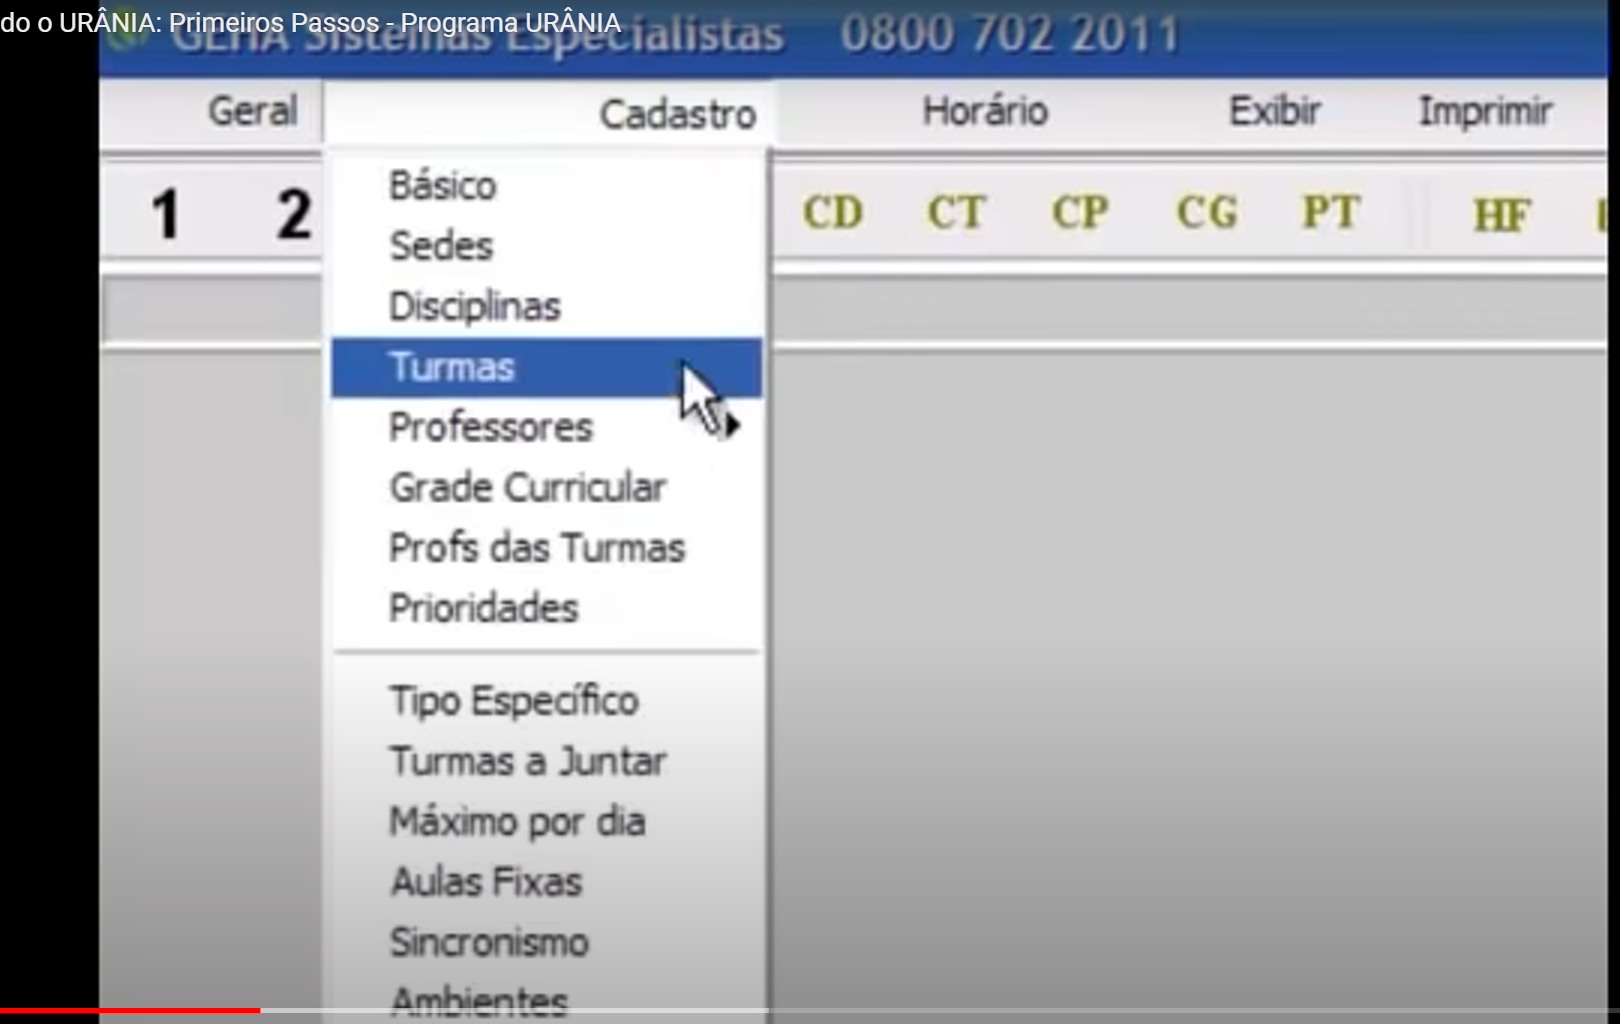 do o URÂNIA: Primeiros Passos - Programa URÂNIA
GEHA Sistemas Especialistas 0800 702 2011
Geral Cadastro Horário Exibir Imprimir
1 2 CD CT CP CG PT HF
Básico
Sedes
Disciplinas
Turmas
Professores
Grade Curricular
Profs das Turmas
Prioridades
Tipo Específico
Turmas a Juntar
Máximo por dia
Aulas Fixas
Sincronismo
Ambientes